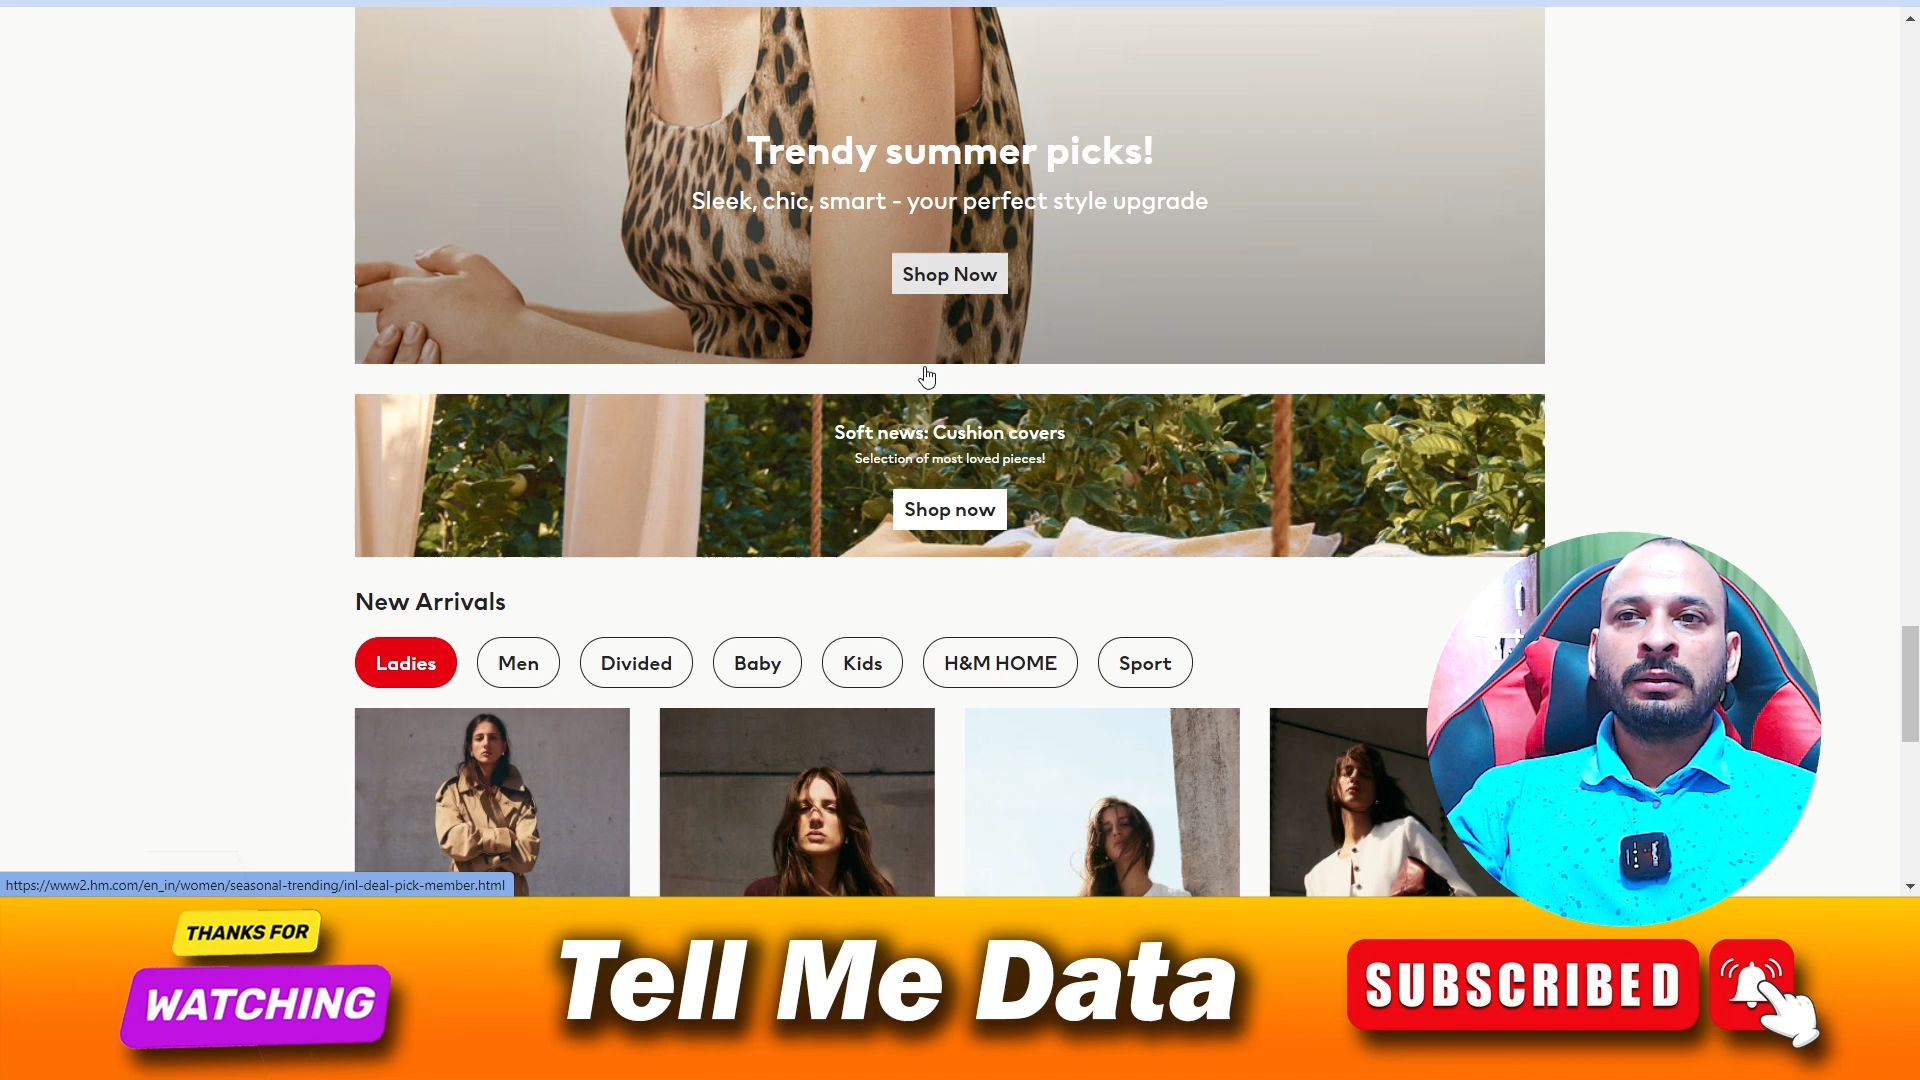 Trendy summer picks!
Sleek, chic, smart - your perfect style upgrade
Shop Now
Soft news: Cushion covers
Selection of most loved pieces!
Shop now
New Arrivals
Ladies
Men
Divided
Baby
Kids
H&M HOME
Sport
https://www2.hm.com/en_in/women/seasonal-trending/inl-deal-pick-member.html
THANKS FOR
WATCHING
Tell Me Data
SUBSCRIBED